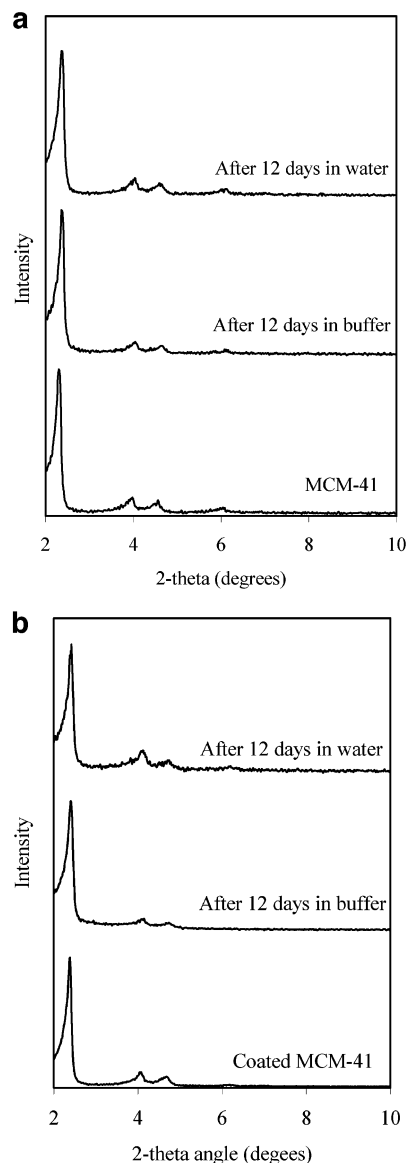 a
After 12 days in water
After 12 days in buffer
MCM-41
Intensity
2 4 6 8 10
2-theta (degrees)
b
After 12 days in water
After 12 days in buffer
Coated MCM-41
Intensity
2 4 6 8 10
2-theta angle (degees)